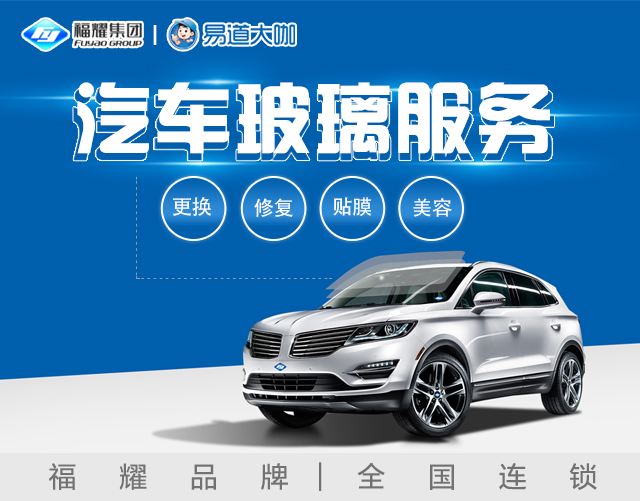 福耀集团 | 易道大咖
FUYAO GROUP
汽车玻璃服务
更换 修复 贴膜 美容
福耀品牌 | 全国连锁